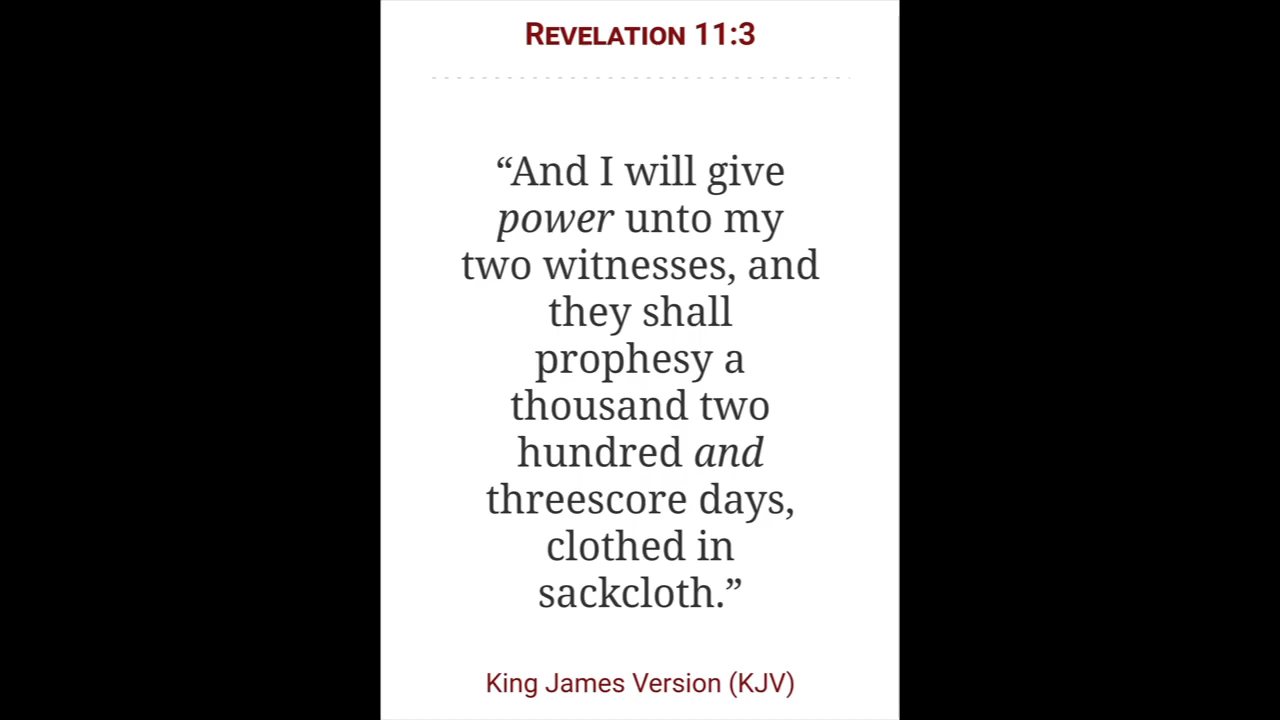 REVELATION 11:3
“And I will give
power unto my
two witnesses, and
they shall
prophesy a
thousand two
hundred and
threescore days,
clothed in
sackcloth.”
King James Version (KJV)